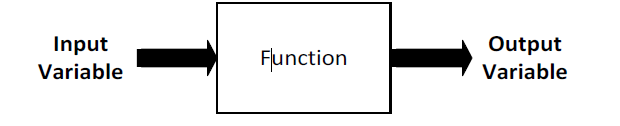 Input
Variable
Function
Output
Variable